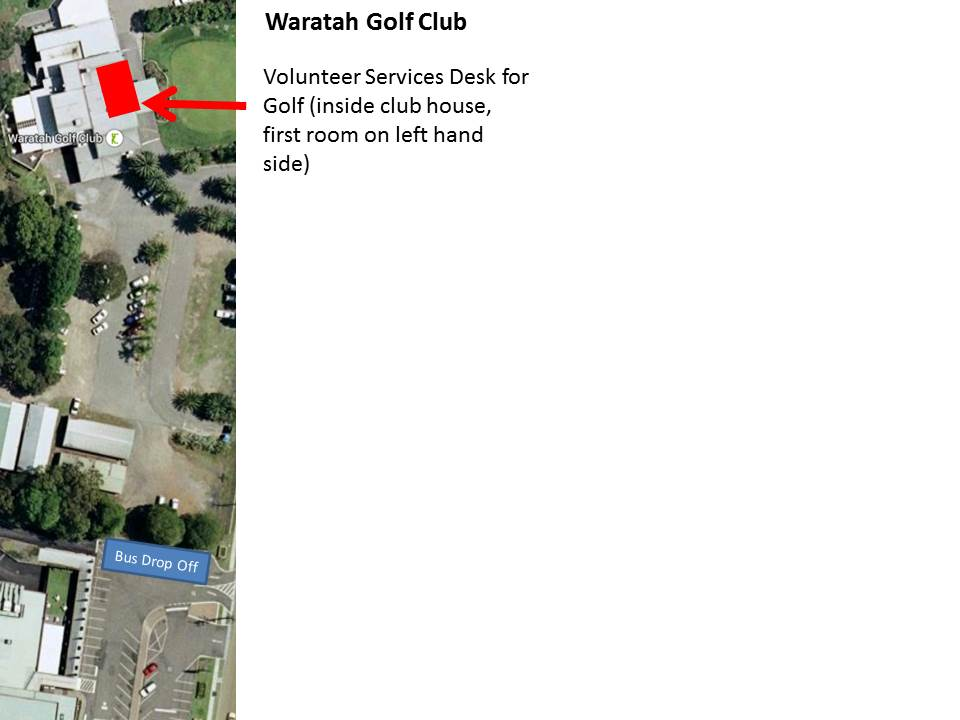 Waratah Golf Club
Volunteer Services Desk for
Golf (inside club house,
first room on left hand
side)
Waratah Golf Club
Bus Drop Off